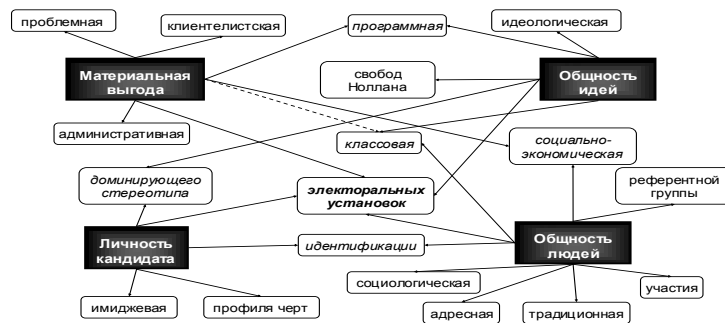 проблемная
клиентелистская
программная
идеологическая
Материальная
выгода
свобод
Ноллана
Общность
идей
административная
классовая
социально-
экономическая
доминирующего
стереотипа
электоральных
установок
референтной
группы
Личность
кандидата
идентификации
Общность
людей
социологическая
участия
имиджевая
профиля черт
адресная
традиционная